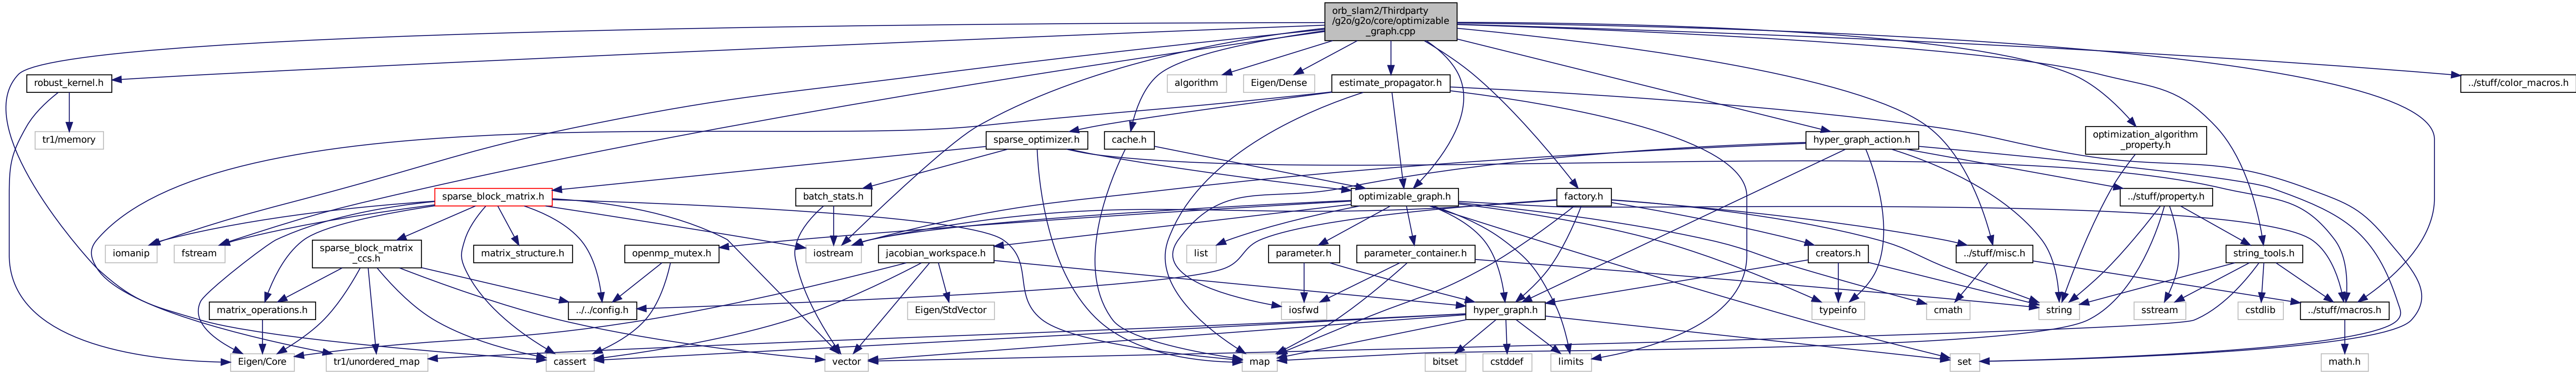 orb_slam2/Thirdparty
/g2o/g2o/core/optimizable
_graph.cpp
robust_kernel.h
algorithm
Eigen/Dense
estimate_propagator.h
../stuff/color_macros.h
tr1/memory
sparse_optimizer.h
cache.h
hyper_graph_action.h
optimization_algorithm
_property.h
sparse_block_matrix.h
batch_stats.h
optimizable_graph.h
factory.h
../stuff/property.h
iomanip
fstream
sparse_block_matrix
_ccs.h
matrix_structure.h
openmp_mutex.h
iostream
jacobian_workspace.h
list
parameter.h
parameter_container.h
creators.h
../stuff/misc.h
string_tools.h
matrix_operations.h
../../config.h
Eigen/StdVector
iosfwd
hyper_graph.h
typeinfo
cmath
string
sstream
cstdlib
../stuff/macros.h
Eigen/Core
tr1/unordered_map
cassert
vector
map
bitset
cstddef
limits
set
math.h